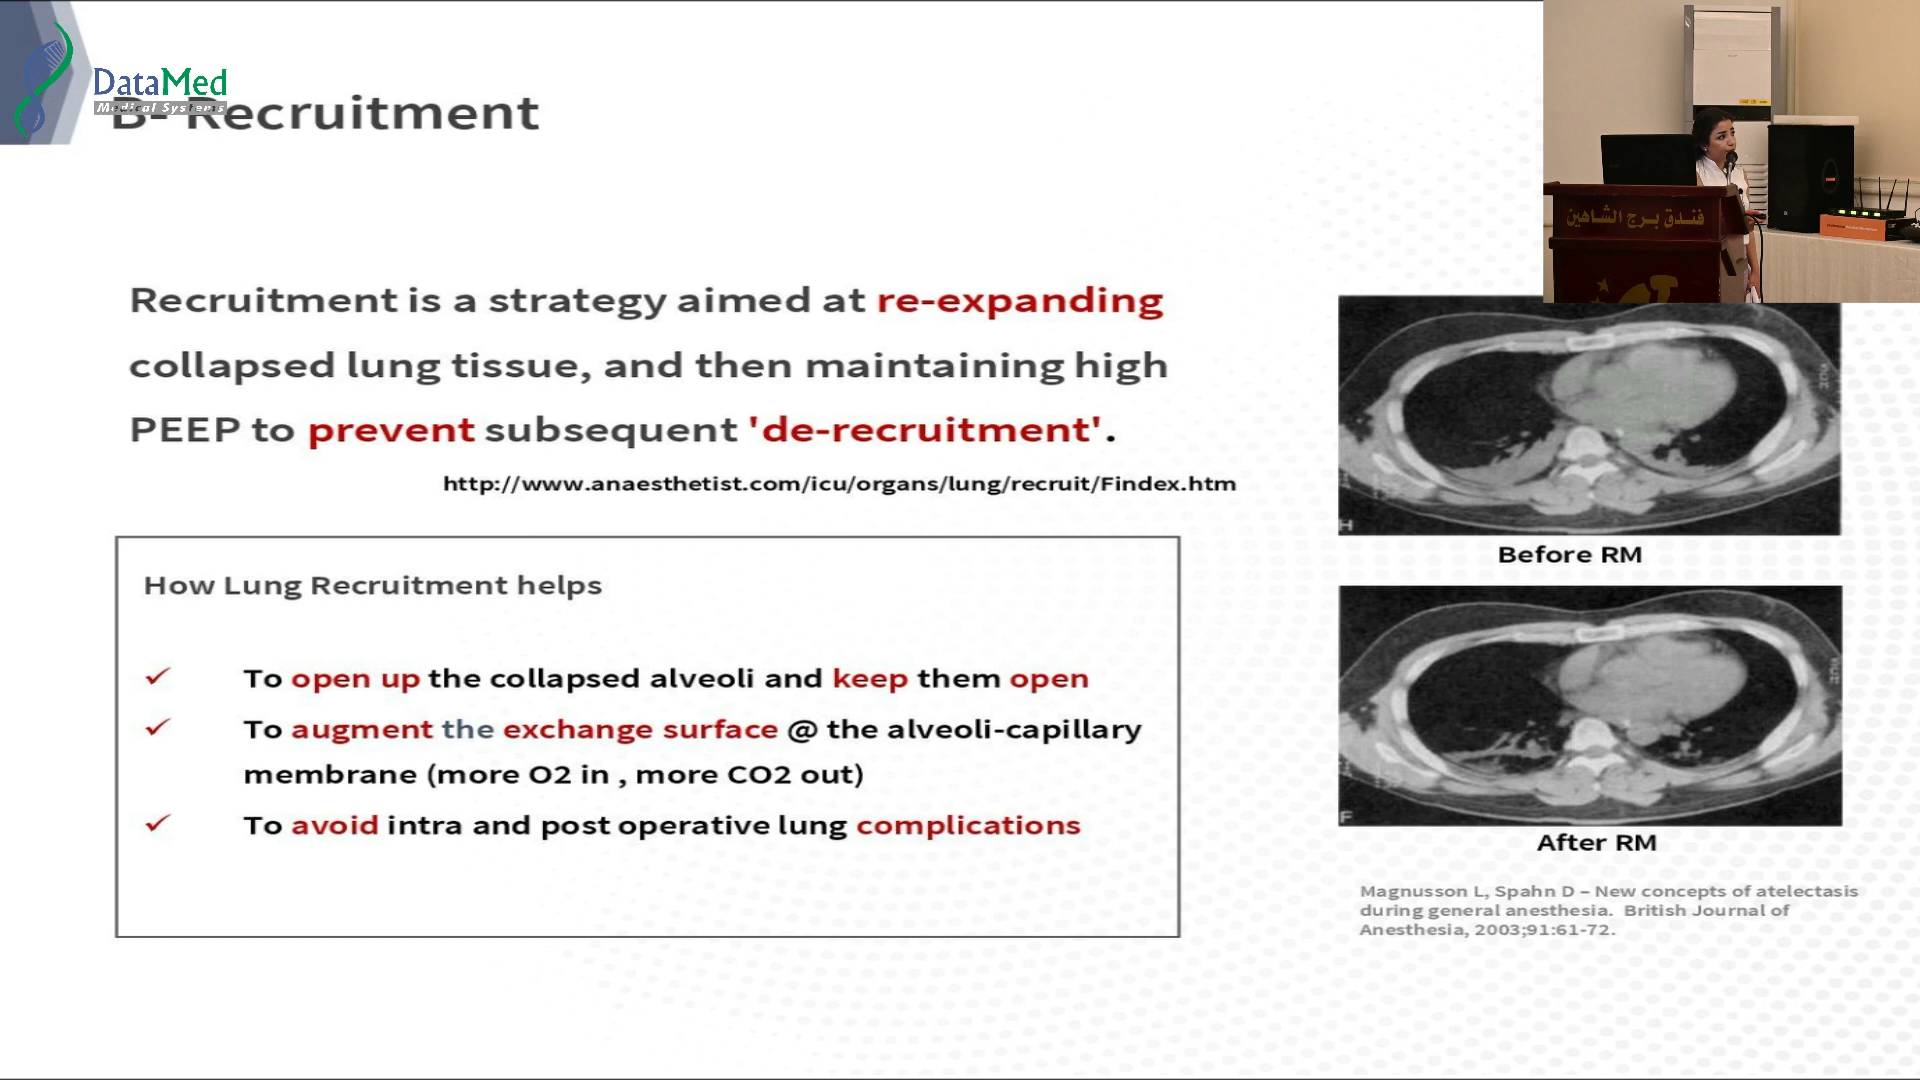 DataMed
Medical Systems
B- Recruitment
Recruitment is a strategy aimed at re-expanding
collapsed lung tissue, and then maintaining high
PEEP to prevent subsequent 'de-recruitment'.
http://www.anaesthetist.com/icu/organs/lung/recruit/Findex.htm
How Lung Recruitment helps
✓ To open up the collapsed alveoli and keep them open
✓ To augment the exchange surface @ the alveoli-capillary
membrane (more O2 in , more CO2 out)
✓ To avoid intra and post operative lung complications
فندق برج الشاهين
H
Before RM
F
After RM
Magnusson L, Spahn D – New concepts of atelectasis
during general anesthesia. British Journal of
Anesthesia, 2003;91:61-72.